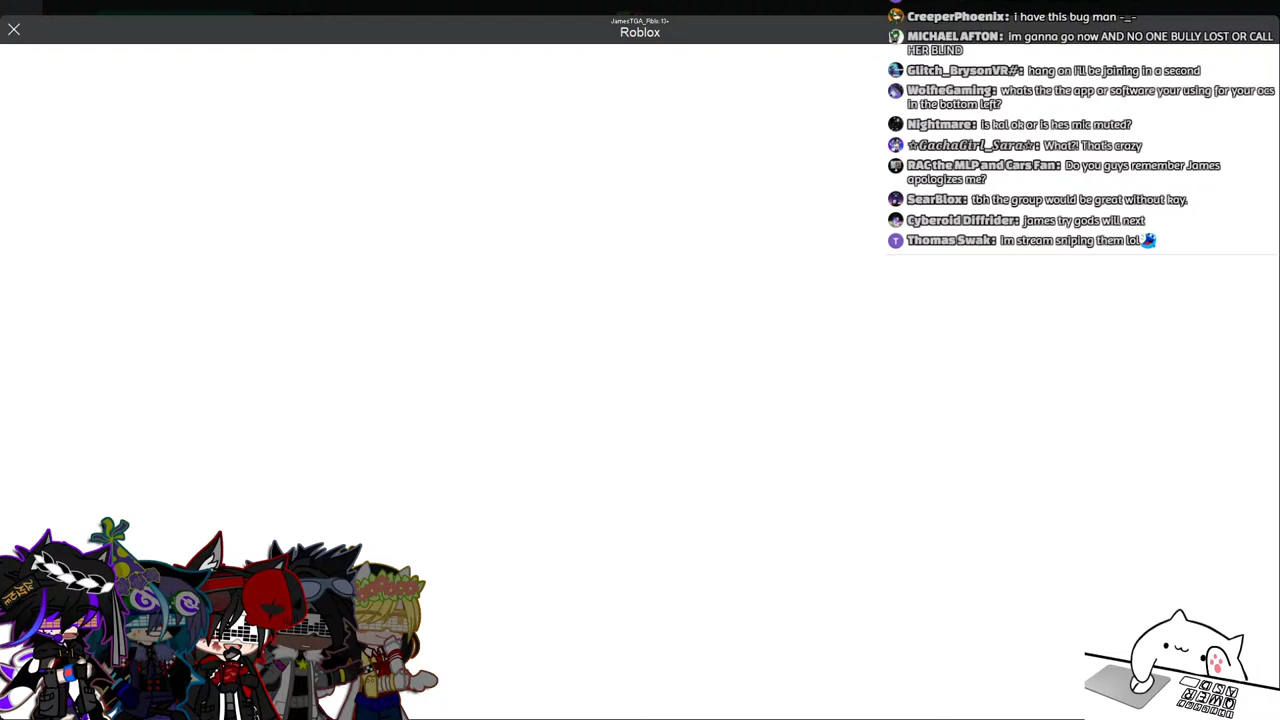 JamesTGA_Rblx: 13+
Roblox
CreeperPhoenix: i have this bug man -_-
MICHAEL AFTON: Im ganna go now AND NO ONE BULLY LOST OR CALL
HER BLIND
Glitch_BrysonVR#: hang on I'll be joining in a second
WolfieGaming: whats the the app or software your using for your ocs
in the bottom left?
Nightmare: is kal ok or is hes mic muted?
☆GachaGirl_Sara☆: What?! That's crazy
RAC the MLP and Cars Fan: Do you guys remember James
apologizes me?
SearBlox: tbh the group would be great without kay.
Cyberoid Diffrider: james try gods will next
Thomas Swak: im stream sniping them lol